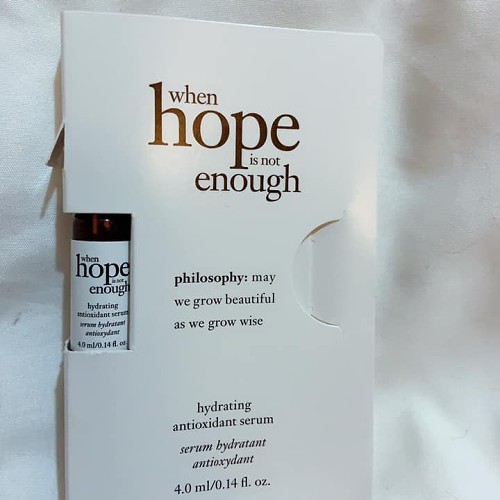 when
hope
is not
enough
philosophy: may
we grow beautiful
as we grow wise
hydrating
antioxidant serum
serum hydratant
antioxydant
4.0 ml/0.14 fl. oz.
when
hope
is not
enough
hydrating
antioxidant serum
serum hydratant
antioxydant
4.0 ml/0.14 fl. oz.